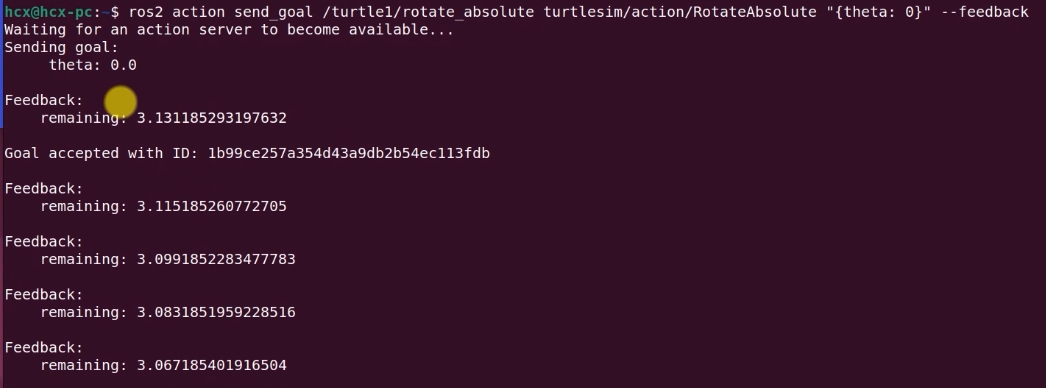 hcx@hcx-pc:~$ ros2 action send_goal /turtle1/rotate_absolute turtlesim/action/RotateAbsolute "{theta: 0}" --feedback
Waiting for an action server to become available...
Sending goal:
     theta: 0.0
Feedback:
    remaining: 3.131185293197632
Goal accepted with ID: 1b99ce257a354d43a9db2b54ec113fdb
Feedback:
    remaining: 3.115185260772705
Feedback:
    remaining: 3.0991852283477783
Feedback:
    remaining: 3.0831851959228516
Feedback:
    remaining: 3.067185401916504